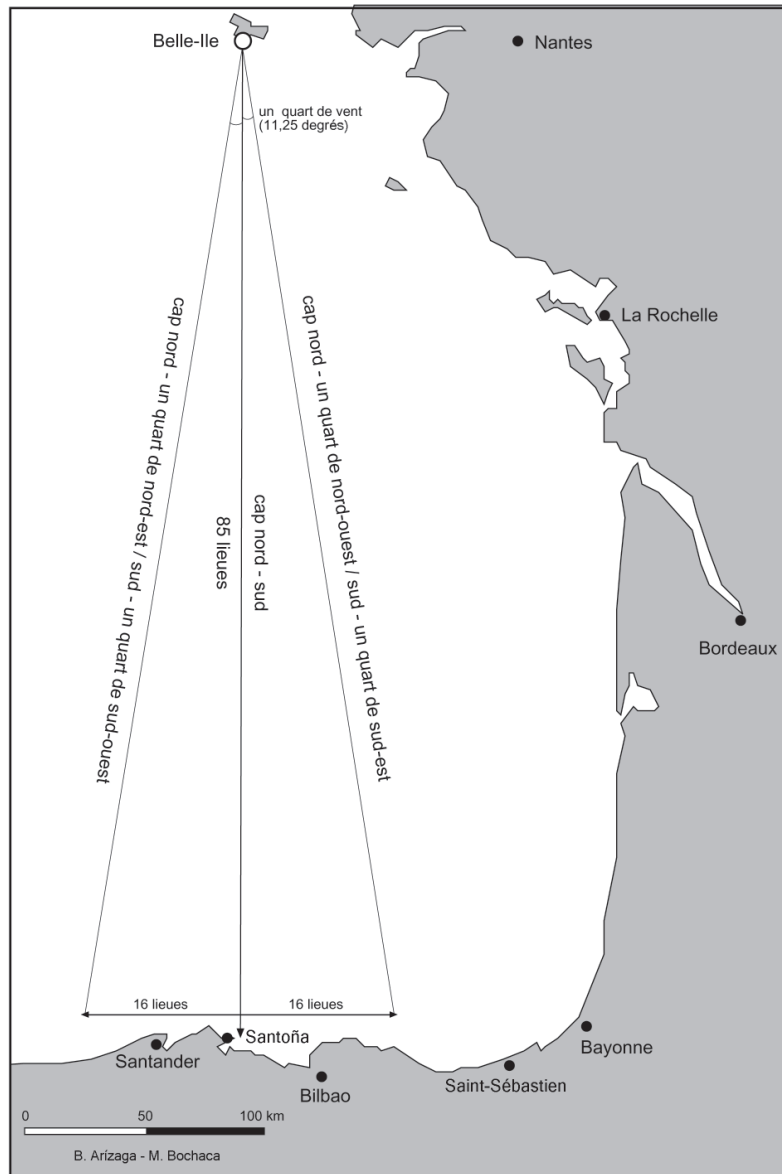 Belle-Ile
Nantes
un quart de vent
(11,25 degrés)
La Rochelle
cap nord - un quart de nord-est / sud - un quart de sud-ouest
85 lieues
cap nord - sud
cap nord - un quart de nord-ouest / sud - un quart de sud-est
Bordeaux
16 lieues
16 lieues
Santoña
Santander
Bilbao
Saint-Sébastien
Bayonne
0 50 100 km
B. Arízaga - M. Bochaca